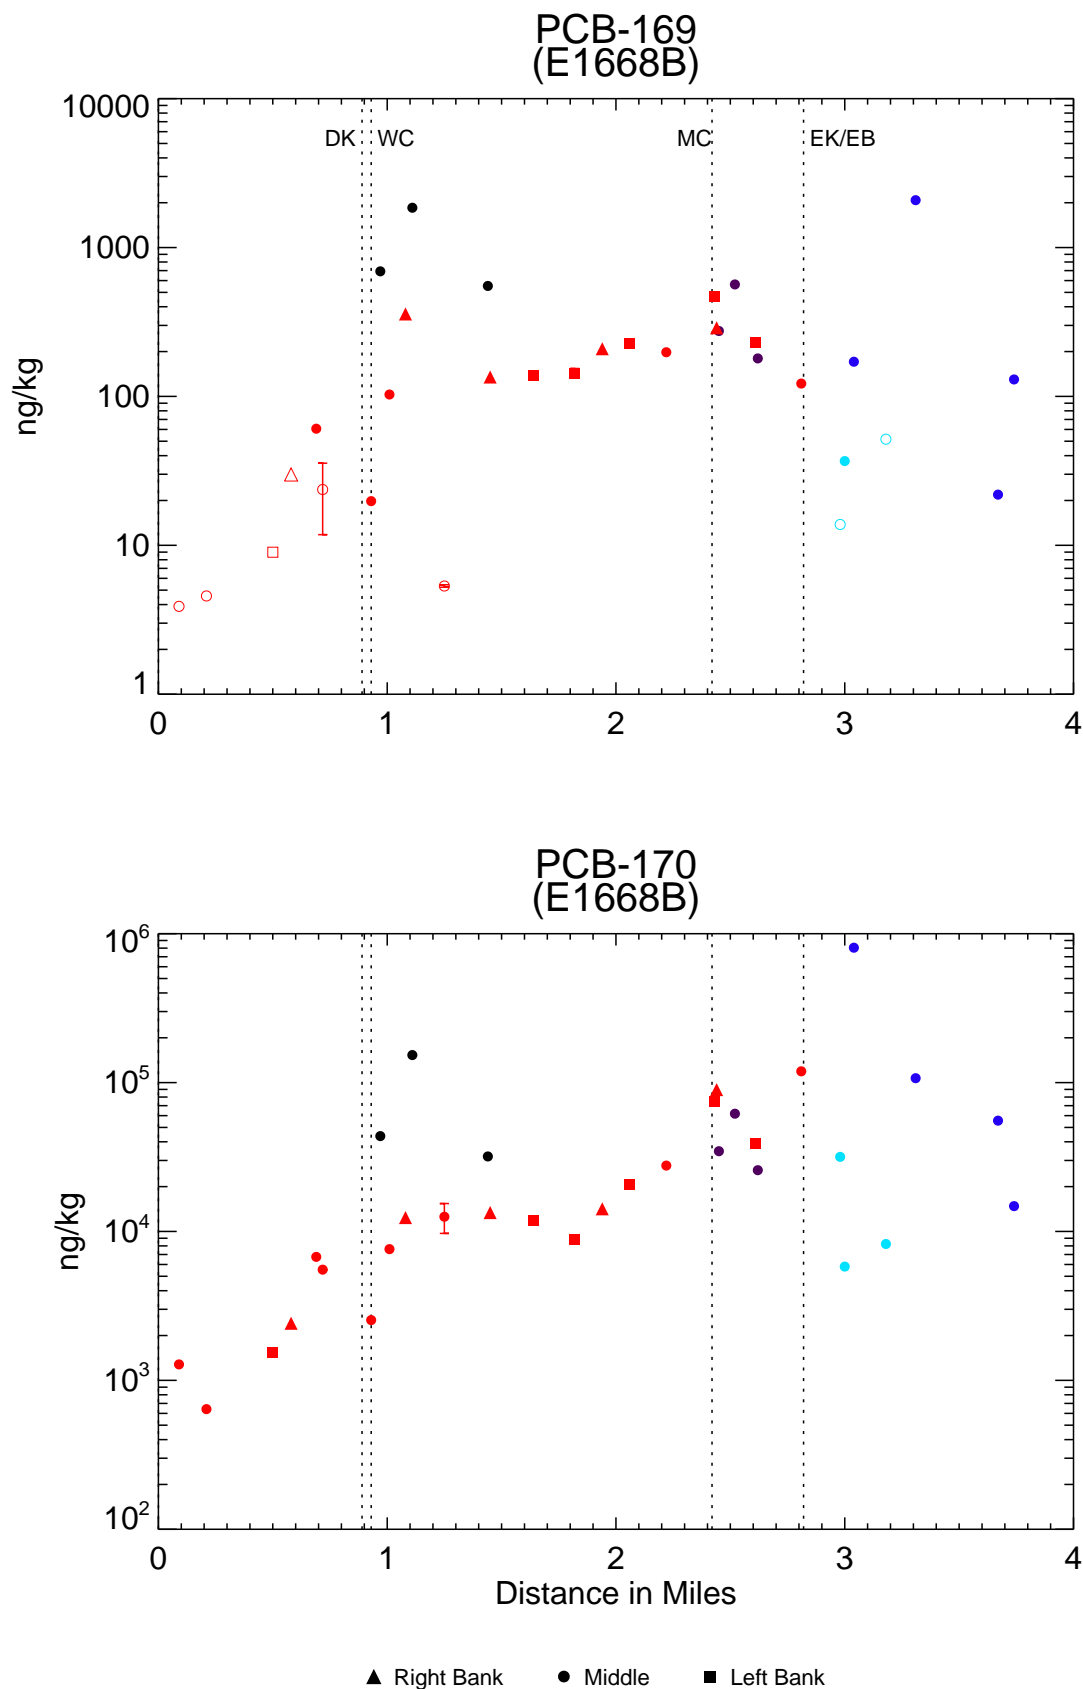 PCB-169
(E1668B)
10000
1000
100
10
1
ng/kg
DK
WC
MC
EK/EB
0 1 2 3 4
PCB-170
(E1668B)
10^6
10^5
10^4
10^3
10^2
ng/kg
0 1 2 3 4
Distance in Miles
Right Bank Middle Left Bank